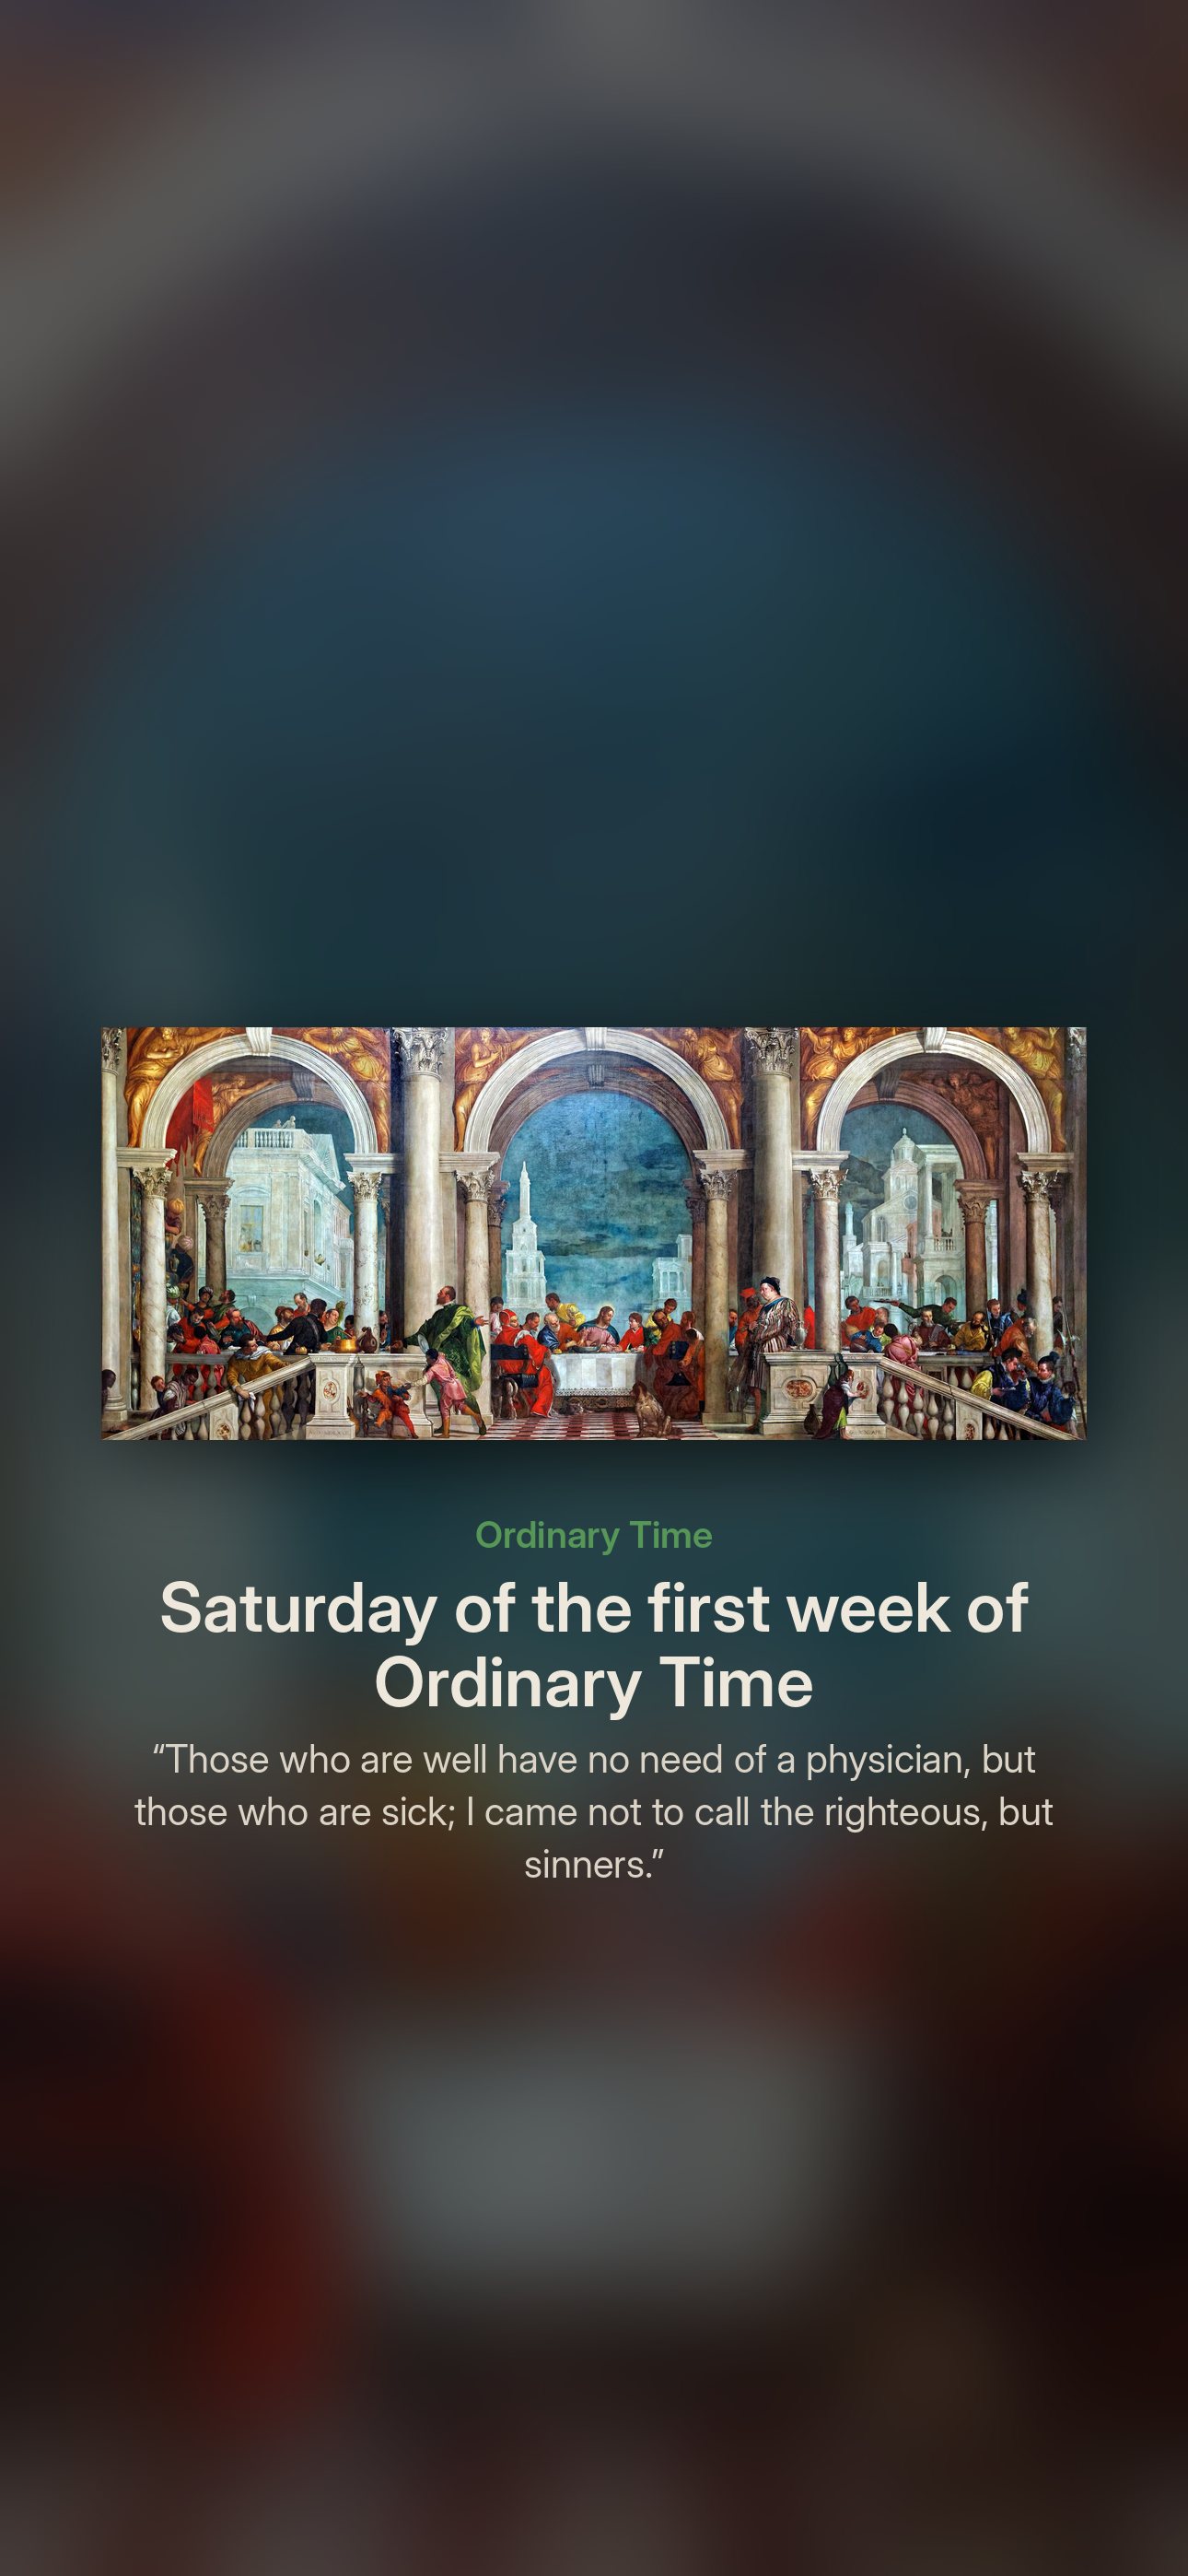 Ordinary Time
Saturday of the first week of
Ordinary Time
“Those who are well have no need of a physician, but
those who are sick; I came not to call the righteous, but
sinners.”